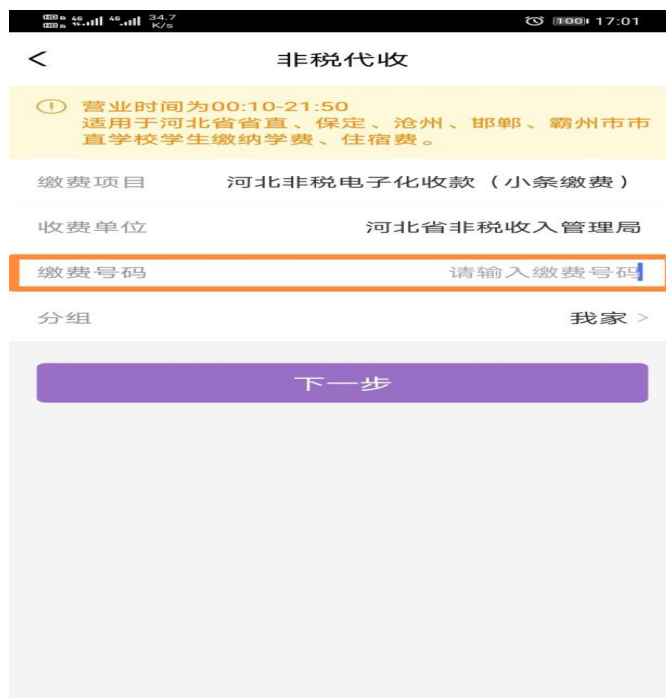 46 46 34.7 K/s 100 17:01
非税代收
营业时间为00:10-21:50
适用于河北省省直、保定、沧州、邯郸、霸州市市
直学校学生缴纳学费、住宿费。
缴费项目 河北非税电子化收款（小条缴费）
收费单位 河北省非税收入管理局
缴费号码 请输入缴费号码
分组 我家 >
下一步